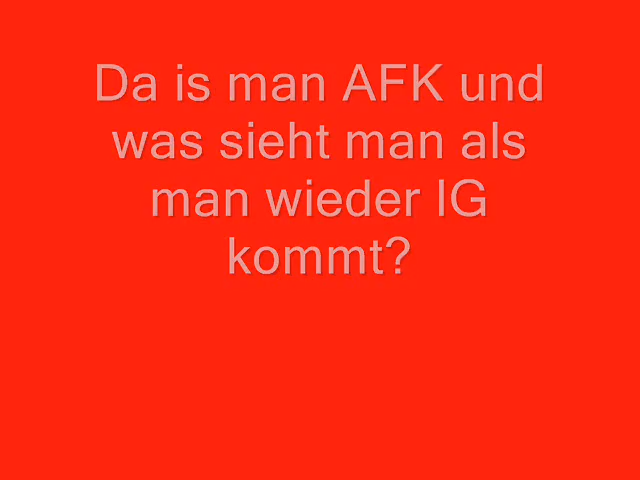 Da is man AFK und
was sieht man als
man wieder IG
kommt?